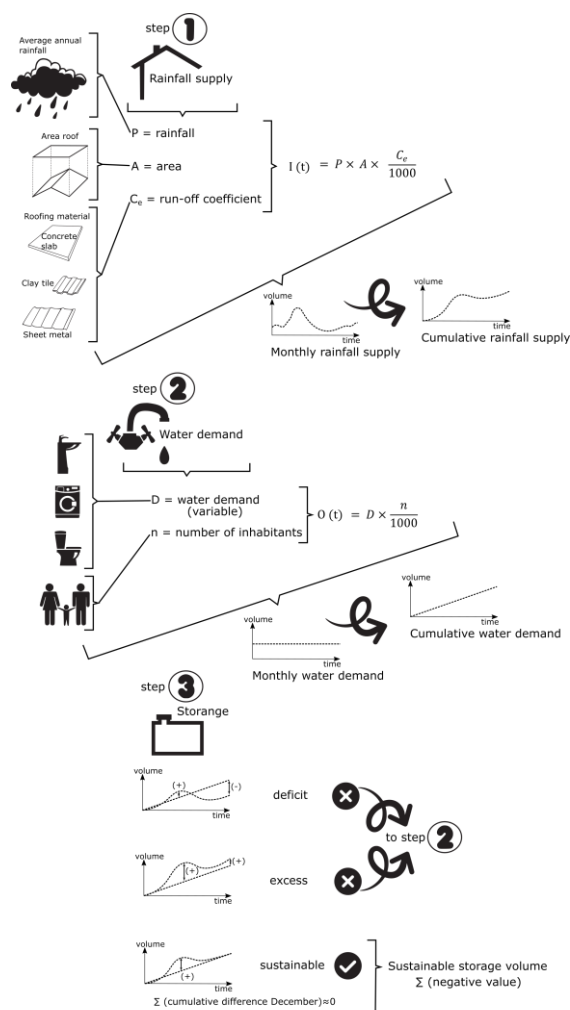 step 1
Average annual
rainfall
Rainfall supply
P = rainfall
Area roof
A = area
I (t) = P × A × Ce/1000
Ce = run-off coefficient
Roofing material
Concrete
slab
Clay tile
Sheet metal
volume
time
Monthly rainfall supply
volume
time
Cumulative rainfall supply
step 2
Water demand
D = water demand
(variable)
n = number of inhabitants
O (t) = D × n/1000
volume
time
Cumulative water demand
volume
time
Monthly water demand
step 3
Storange
volume
(+)
(-)
time
deficit
to step 2
volume
(+)
(+)
time
excess
volume
(+)
time
sustainable
Σ (cumulative difference December)≈0
Sustainable storage volume
Σ (negative value)